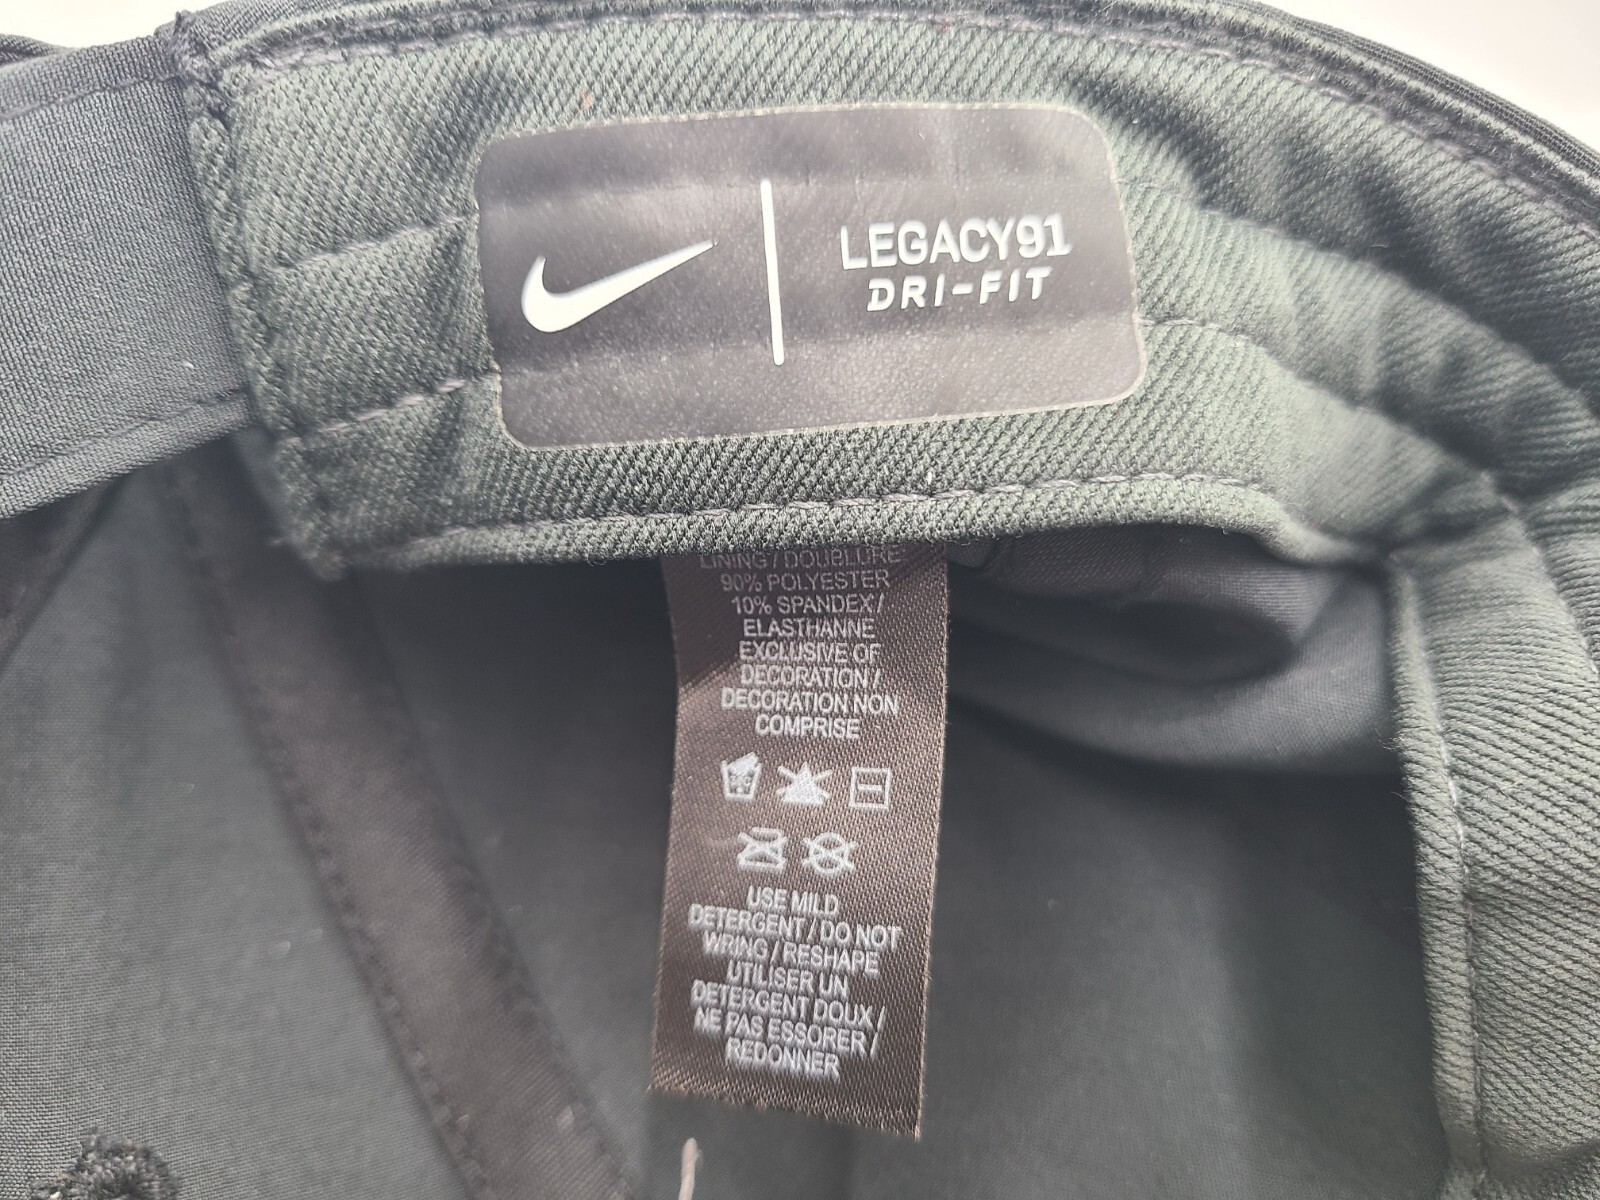 LEGACY91
DRI-FIT
LINING / DOUBLURE
90% POLYESTER
10% SPANDEX /
ELASTHANNE
EXCLUSIVE OF
DECORATION /
DECORATION NON
COMPRISE
USE MILD
DETERGENT / DO NOT
WRING / RESHAPE
UTILISER UN
DETERGENT DOUX /
NE PAS ESSORER /
REDONNER